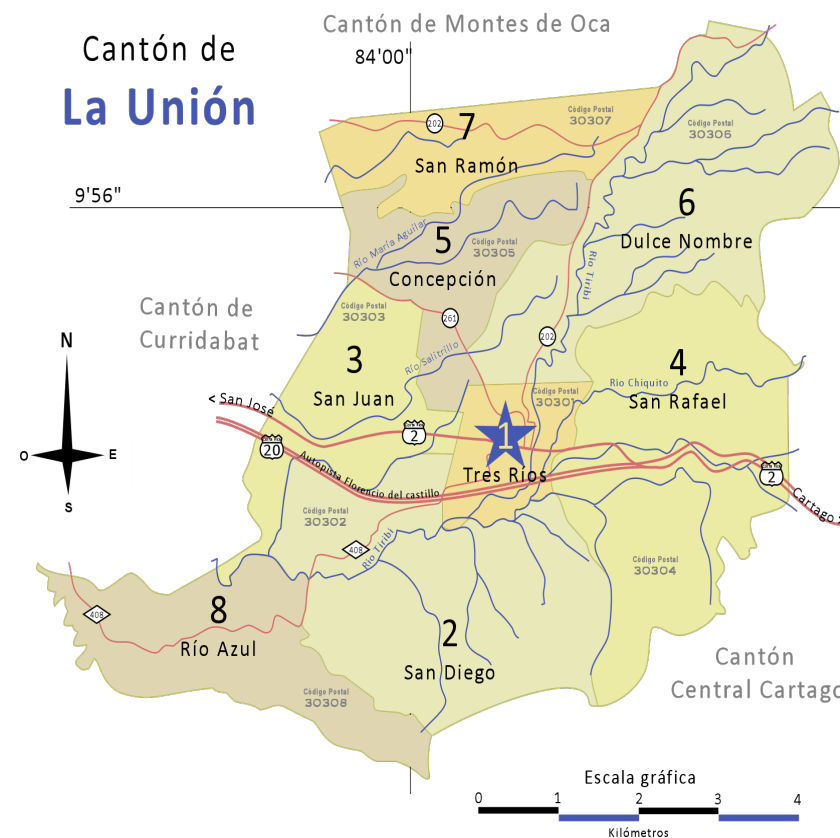 Cantón de Montes de Oca
Cantón de
La Unión
84'00"
9'56"
202
7
San Ramón
Código Postal
30307
Código Postal
30306
6
Dulce Nombre
Río María Aguilar
5
Código Postal
30305
Concepción
Río Tiribí
Cantón de
Curridabat
Código Postal
30303
261
202
N
O
E
S
3
San Juan
Río Salitrillo
4
Río Chiquito
San Rafael
Código Postal
30301
< San José
2
20
1
Tres Ríos
Autopista Florencio del castillo
2
Cartago >
Código Postal
30302
408
Río Tiribí
Código Postal
30304
408
8
Río Azul
2
San Diego
Código Postal
30308
Cantón
Central Cartago
Escala gráfica
0 1 2 3 4
Kilómetros